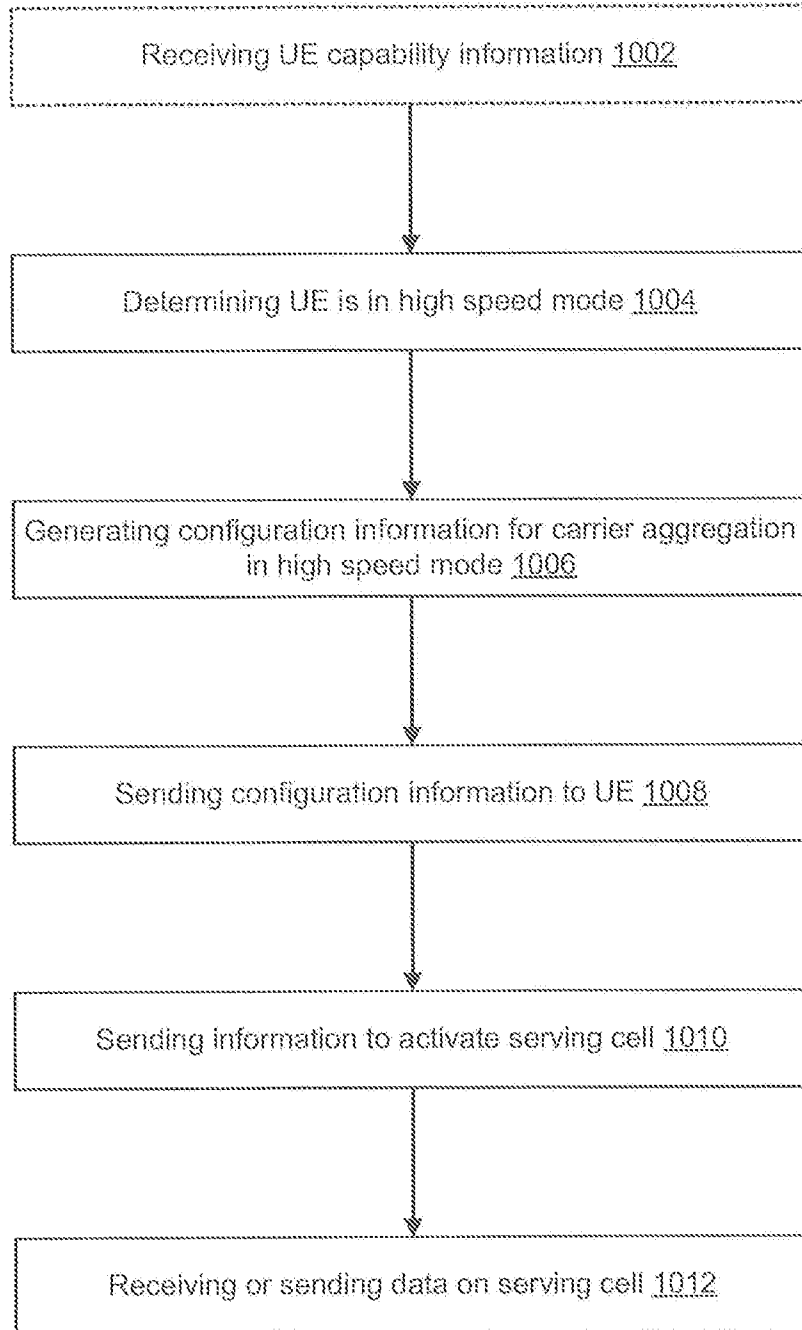 Receiving UE capability information 1002
Determining UE is in high speed mode 1004
Generating configuration information for carrier aggregation
in high speed mode 1006
Sending configuration information to UE 1008
Sending information to activate serving cell 1010
Receiving or sending data on serving cell 1012